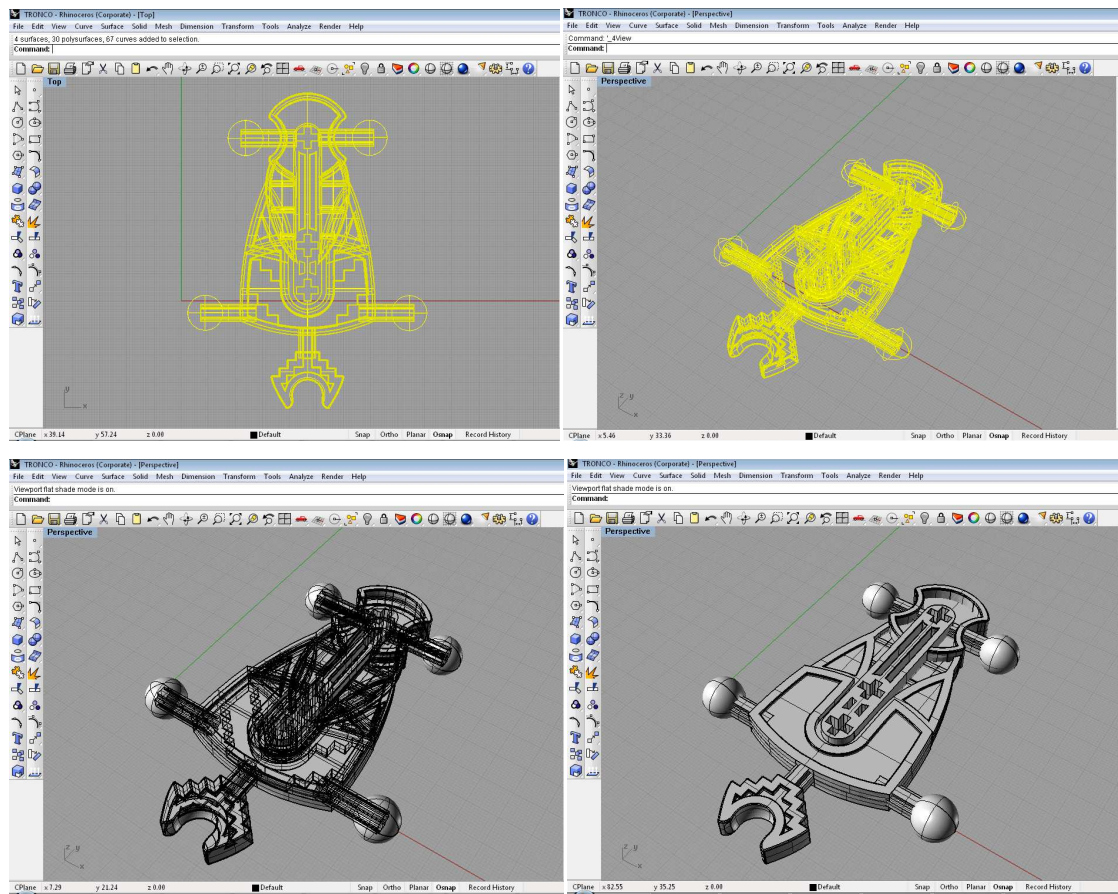 TRONCO - Rhinoceros (Corporate) - [Top]
File Edit View Curve Surface Solid Mesh Dimension Transform Tools Analyze Render Help
4 surfaces, 30 polysurfaces, 67 curves added to selection.
Command:
Top
y
x
CPlane x 39.14 y 57.24 z 0.00 Default Snap Ortho Planar Osnap Record History
TRONCO - Rhinoceros (Corporate) - [Perspective]
File Edit View Curve Surface Solid Mesh Dimension Transform Tools Analyze Render Help
Command: '_4View
Command:
Perspective
z y
x
CPlane x 5.46 y 33.36 z 0.00 Default Snap Ortho Planar Osnap Record History
TRONCO - Rhinoceros (Corporate) - [Perspective]
File Edit View Curve Surface Solid Mesh Dimension Transform Tools Analyze Render Help
Viewport flat shade mode is on.
Command:
Perspective
z y
x
CPlane x 7.29 y 21.24 z 0.00 Default Snap Ortho Planar Osnap Record History
TRONCO - Rhinoceros (Corporate) - [Perspective]
File Edit View Curve Surface Solid Mesh Dimension Transform Tools Analyze Render Help
Viewport flat shade mode is on.
Command:
Perspective
z y
x
CPlane x 82.55 y 35.25 z 0.00 Default Snap Ortho Planar Osnap Record History